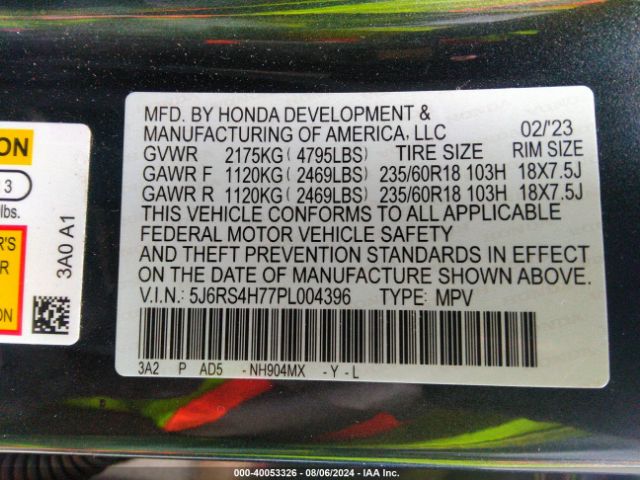 ON
3
lbs.
R'S
R
ION
3A0 A1
MFD. BY HONDA DEVELOPMENT &
MANUFACTURING OF AMERICA, LLC 02/'23
GVWR 2175KG ( 4795LBS) TIRE SIZE RIM SIZE
GAWR F 1120KG ( 2469LBS) 235/60R18 103H 18X7.5J
GAWR R 1120KG ( 2469LBS) 235/60R18 103H 18X7.5J
THIS VEHICLE CONFORMS TO ALL APPLICABLE
FEDERAL MOTOR VEHICLE SAFETY
AND THEFT PREVENTION STANDARDS IN EFFECT
ON THE DATE OF MANUFACTURE SHOWN ABOVE.
V.I.N.: 5J6RS4H77PL004396 TYPE: MPV
3A2 P AD5 -NH904MX -Y-L
000-40053326 - 08/06/2024 - IAA Inc.